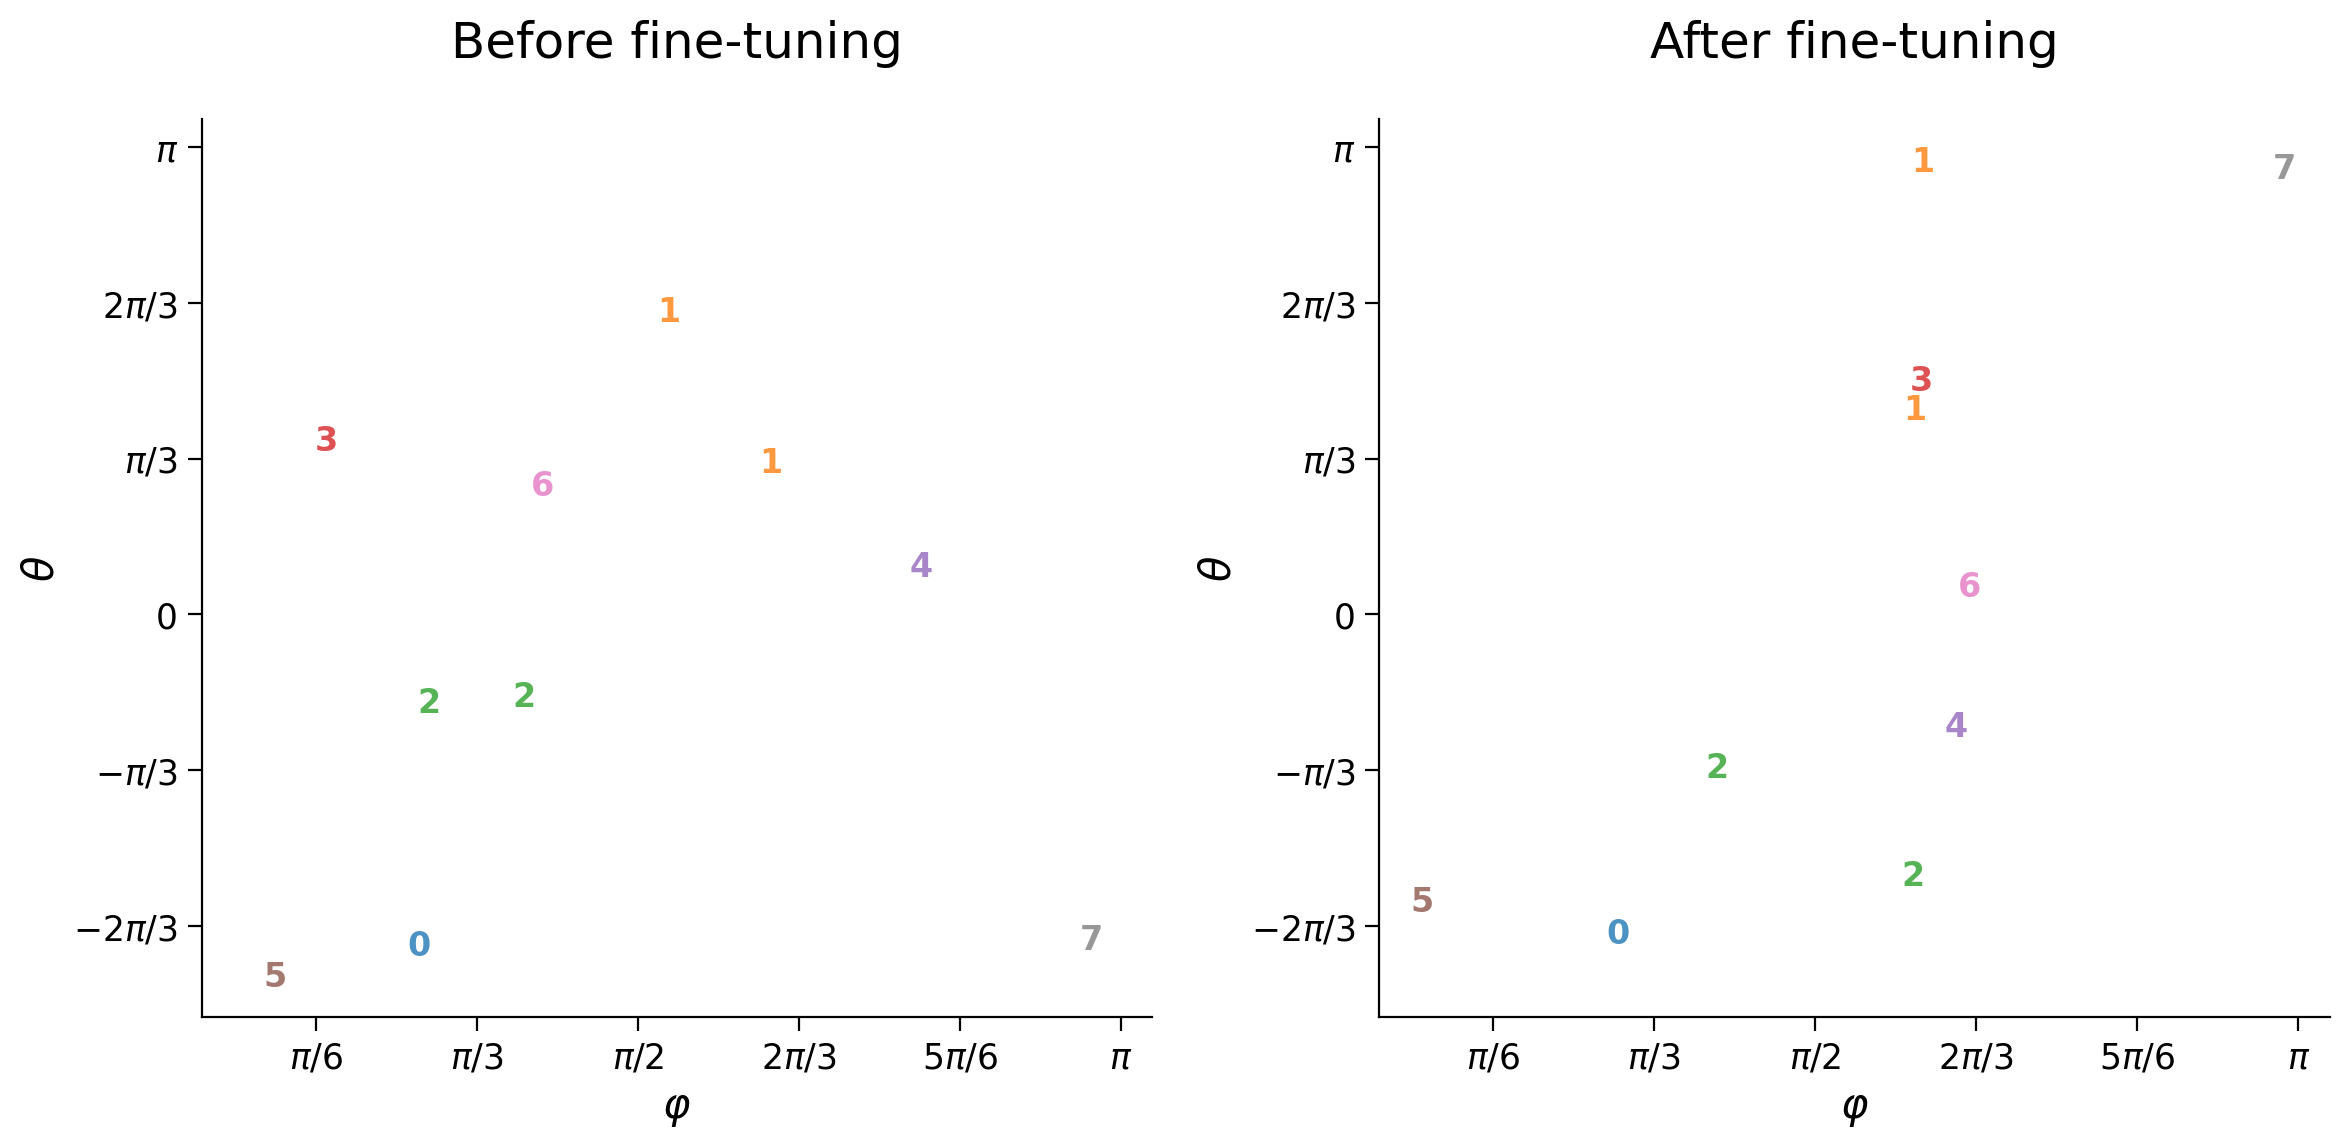 Before fine-tuning
π
2π/3
π/3
0
−π/3
−2π/3
θ
1
3
1
6
4
2
2
0
7
5
π/6
π/3
π/2
2π/3
5π/6
π
φ
After fine-tuning
π
2π/3
π/3
0
−π/3
−2π/3
θ
1
7
3
1
6
4
2
2
5
0
π/6
π/3
π/2
2π/3
5π/6
π
φ